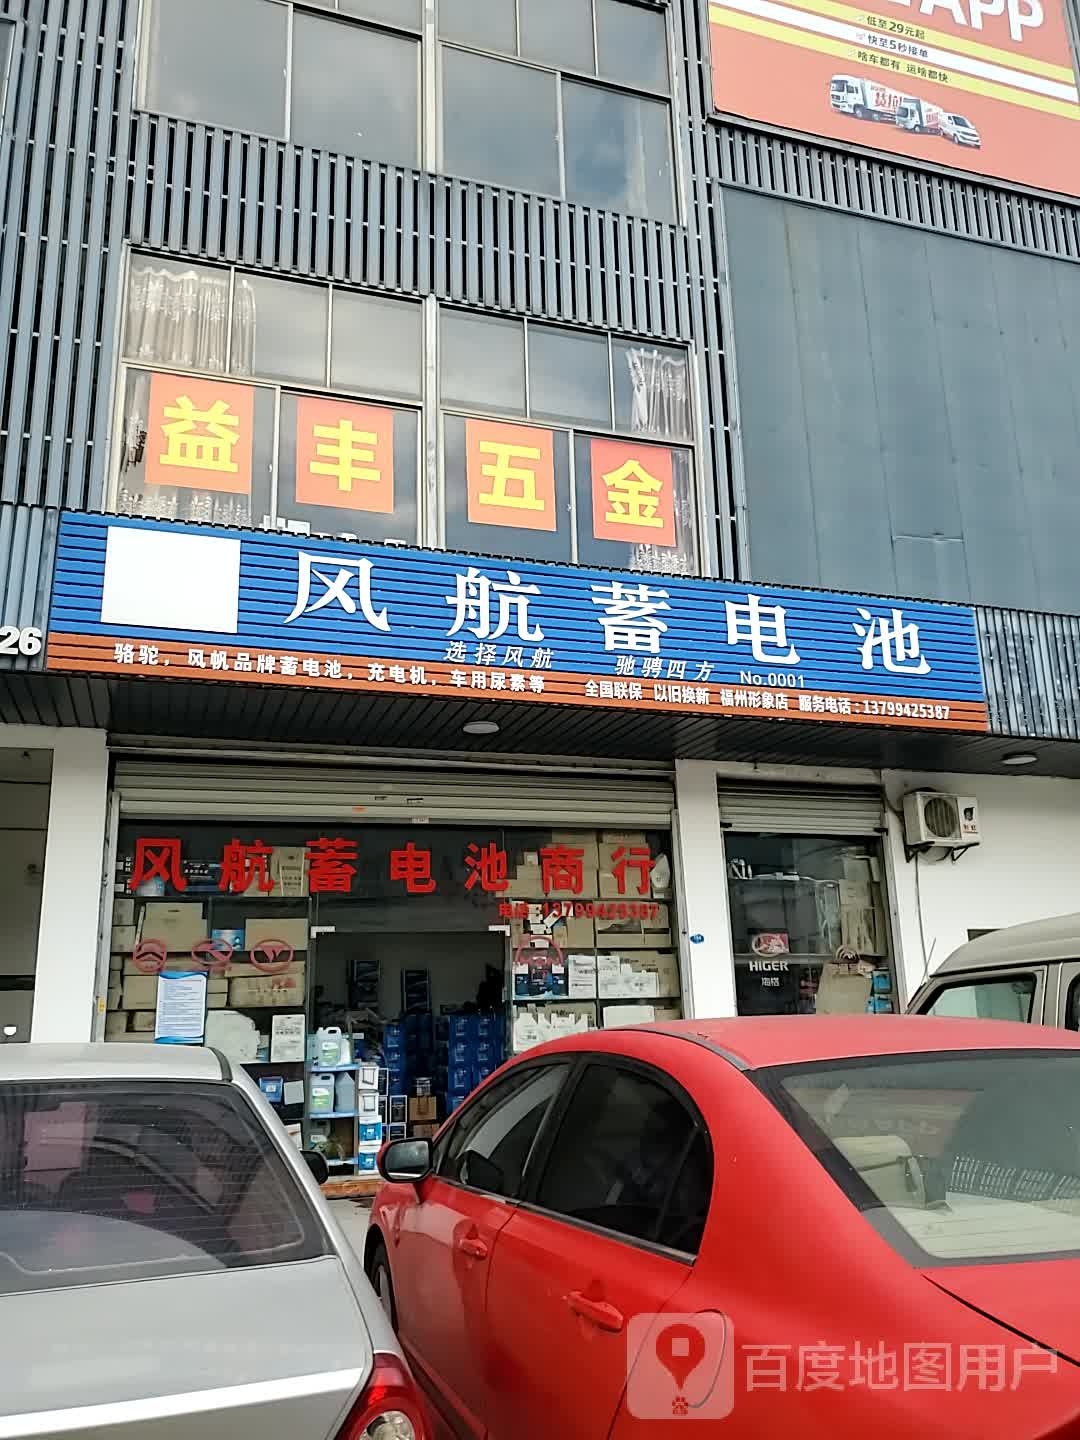 APP
低至29元起
快至5秒接单
啥车都有 运啥都快
益丰五金
风航蓄电池
选择风航 驰骋四方 No.0001
骆驼，风帆品牌蓄电池，充电机，车用尿素等
全国联保 以旧换新 福州形象店 服务电话：13799425387
26
风航蓄电池商行
电话 13799425387
HIGER
海格
百度地图用户